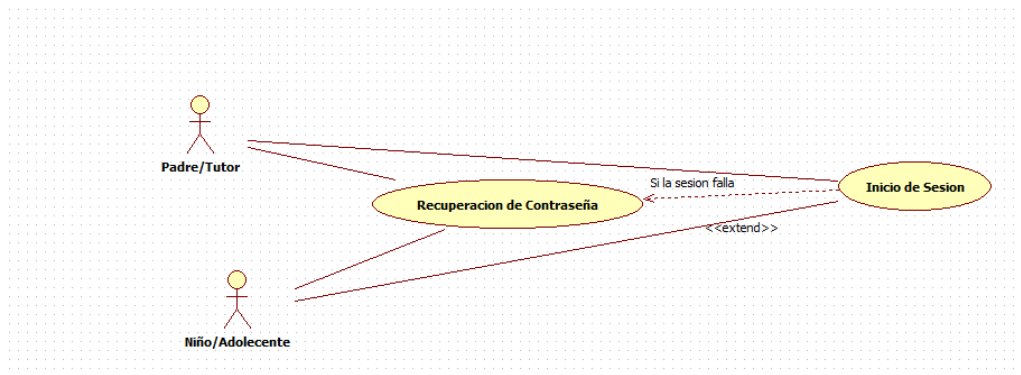 Padre/Tutor
Si la sesion falla
Inicio de Sesion
Recuperacion de Contraseña
<<extend>>
Niño/Adolecente